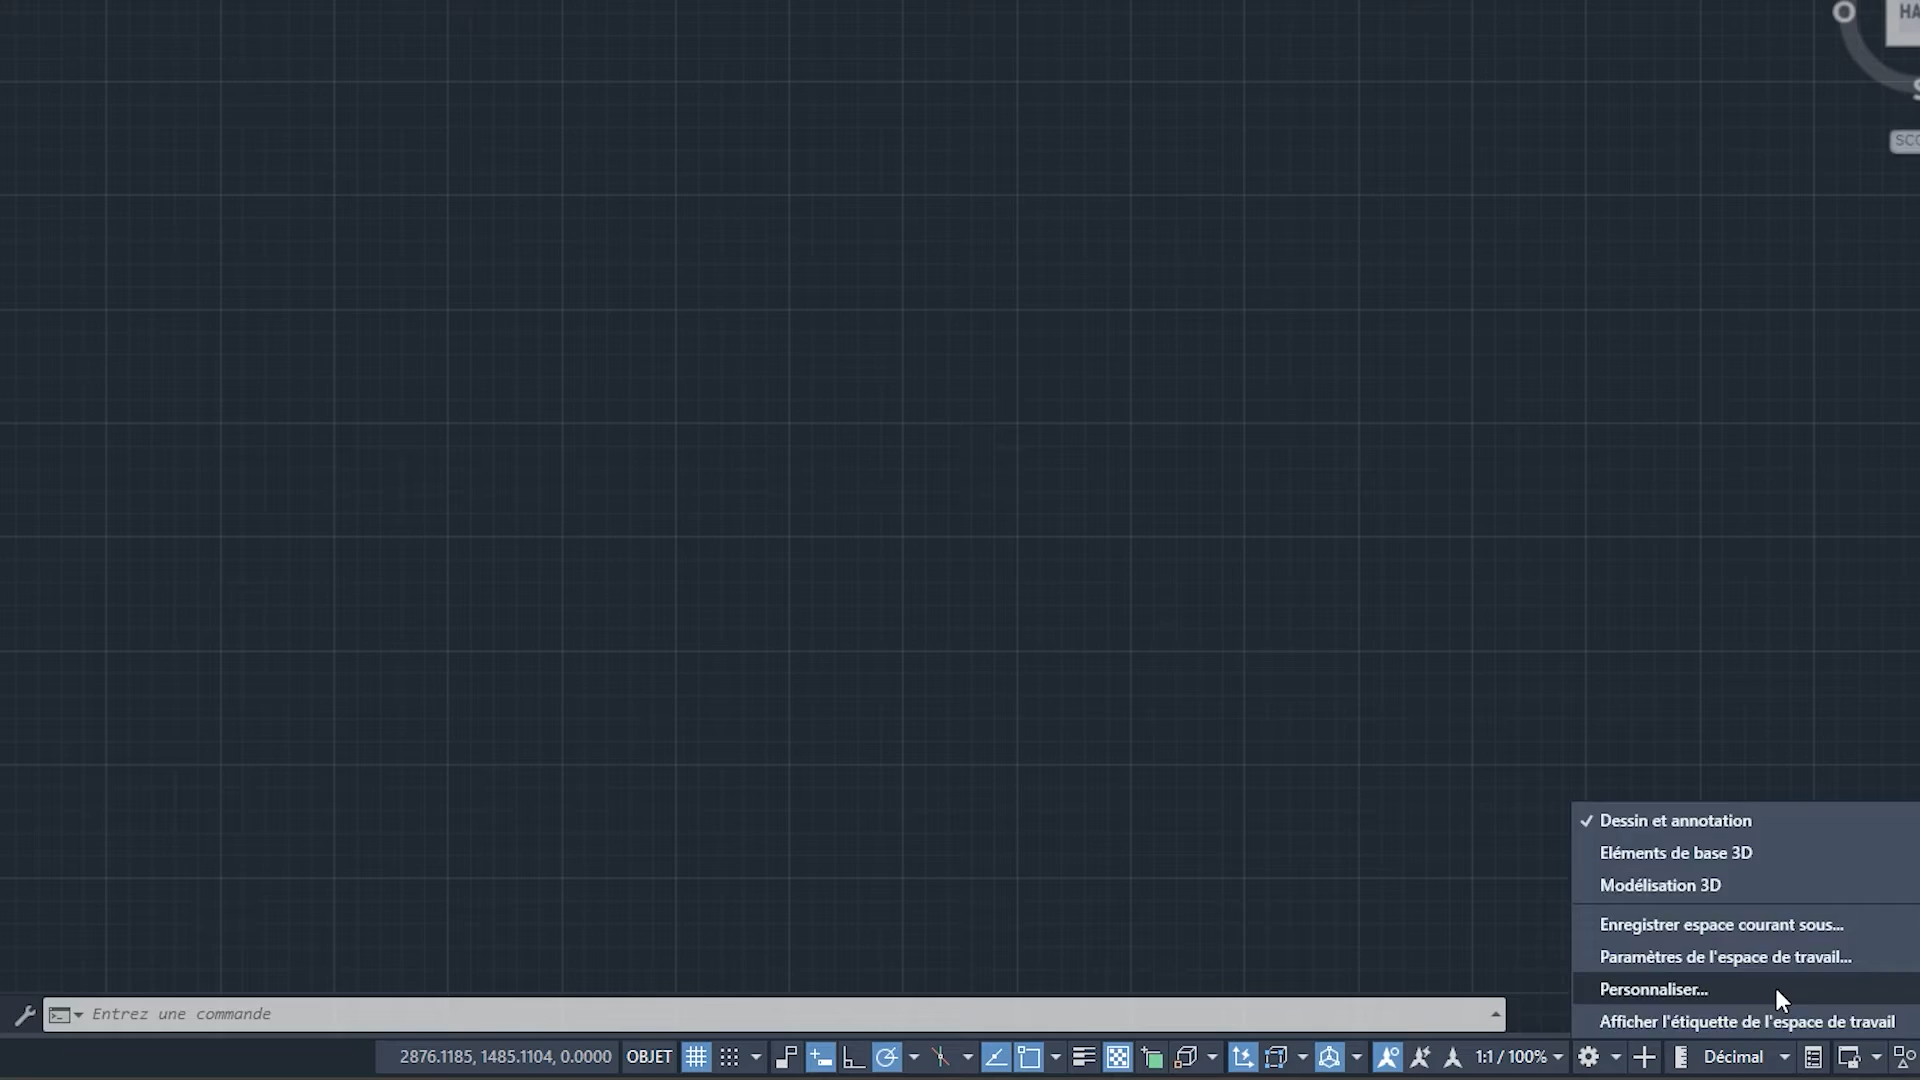 O
S
Dessin et annotation
Eléments de base 3D
Modélisation 3D
Enregistrer espace courant sous...
Paramètres de l'espace de travail...
Personnaliser...
Afficher l'étiquette de l'espace de travail
Entrez une commande
2876.1185, 1485.1104, 0.0000 OBJET 1:1 / 100% Décimal